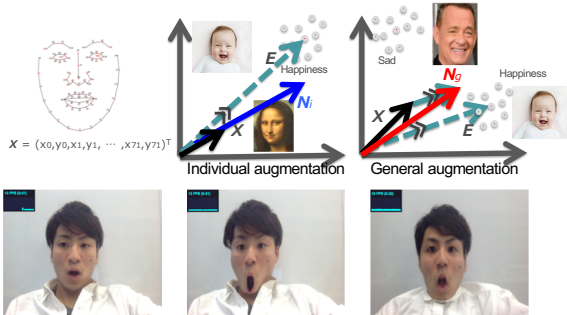 X = (x0,y0,x1,y1, ··· ,x71,y71)T
E
Happiness
Ni
X
Individual augmentation
Sad
Ng
Happiness
X
E
General augmentation